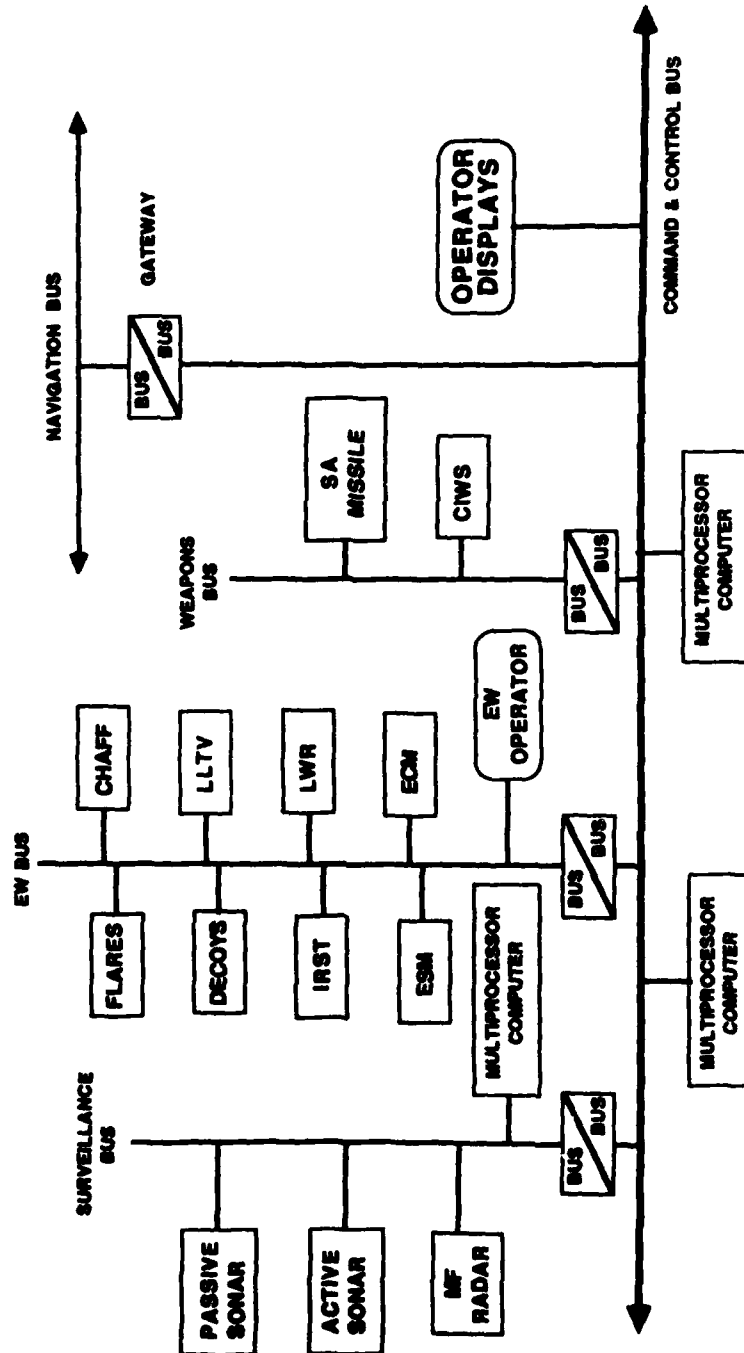 NAVIGATION BUS
BUS
BUS
GATEWAY
SURVEILLANCE
BUS
PASSIVE
SONAR
ACTIVE
SONAR
MF
RADAR
MULTIPROCESSOR
COMPUTER
BUS
BUS
EW BUS
FLARES
CHAFF
DECOYS
LLTV
IRST
LWR
ESM
ECM
EW
OPERATOR
BUS
BUS
WEAPONS
BUS
SA
MISSILE
CIWS
BUS
BUS
OPERATOR
DISPLAYS
COMMAND & CONTROL BUS
MULTIPROCESSOR
COMPUTER
MULTIPROCESSOR
COMPUTER